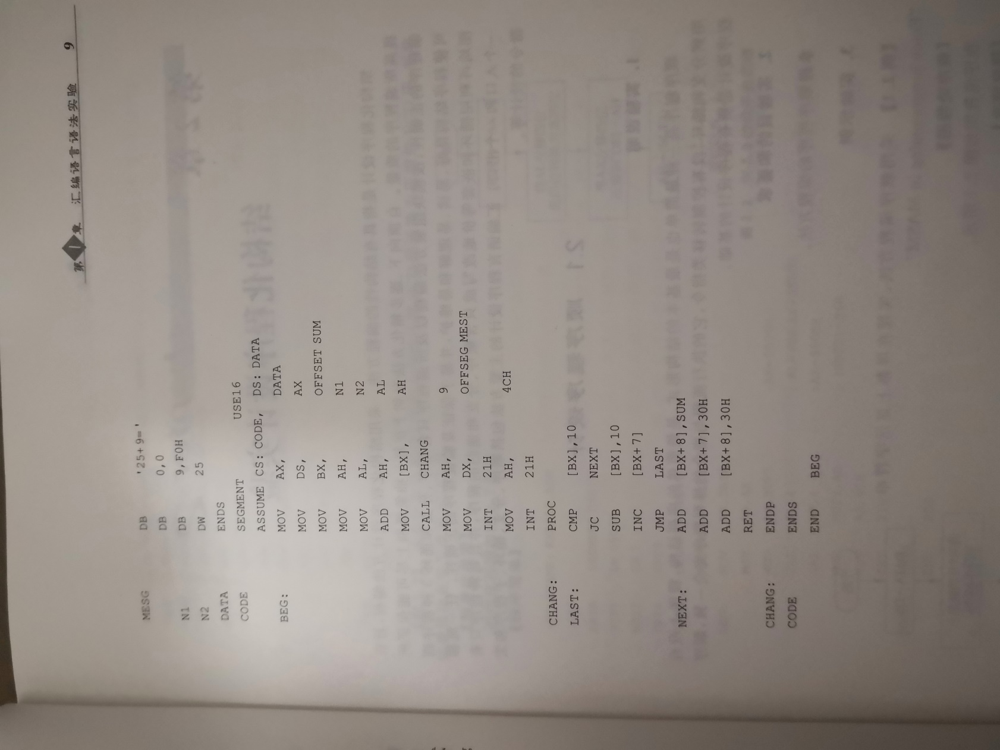 第1章 汇编语言语法实验 9
MESG DB '25+9='
DB 0,0
N1 DB 9,F0H
N2 DW 25
DATA ENDS
CODE SEGMENT USE16
ASSUME CS: CODE, DS: DATA
BEG: MOV AX, DATA
MOV DS, AX
MOV BX, OFFSET SUM
MOV AH, N1
MOV AL, N2
ADD AH, AL
MOV [BX], AH
CALL CHANG
MOV AH, 9
MOV DX, OFFSEG MEST
INT 21H
MOV AH, 4CH
INT 21H
CHANG: PROC
LAST: CMP [BX],10
JC NEXT
SUB [BX],10
INC [BX+7]
JMP LAST
NEXT: ADD [BX+8],SUM
ADD [BX+7],30H
ADD [BX+8],30H
RET
CHANG: ENDP
CODE ENDS
END BEG